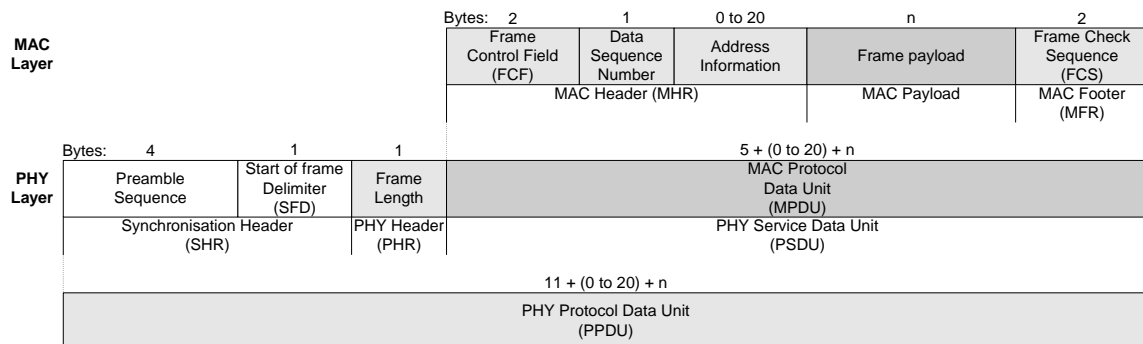 Bytes: 2 1 0 to 20 n 2
MAC
Layer
Frame
Control Field
(FCF)
Data
Sequence
Number
Address
Information
Frame payload
Frame Check
Sequence
(FCS)
MAC Header (MHR)
MAC Payload
MAC Footer
(MFR)
Bytes: 4 1 1 5 + (0 to 20) + n
PHY
Layer
Preamble
Sequence
Start of frame
Delimiter
(SFD)
Frame
Length
MAC Protocol
Data Unit
(MPDU)
Synchronisation Header
(SHR)
PHY Header
(PHR)
PHY Service Data Unit
(PSDU)
11 + (0 to 20) + n
PHY Protocol Data Unit
(PPDU)